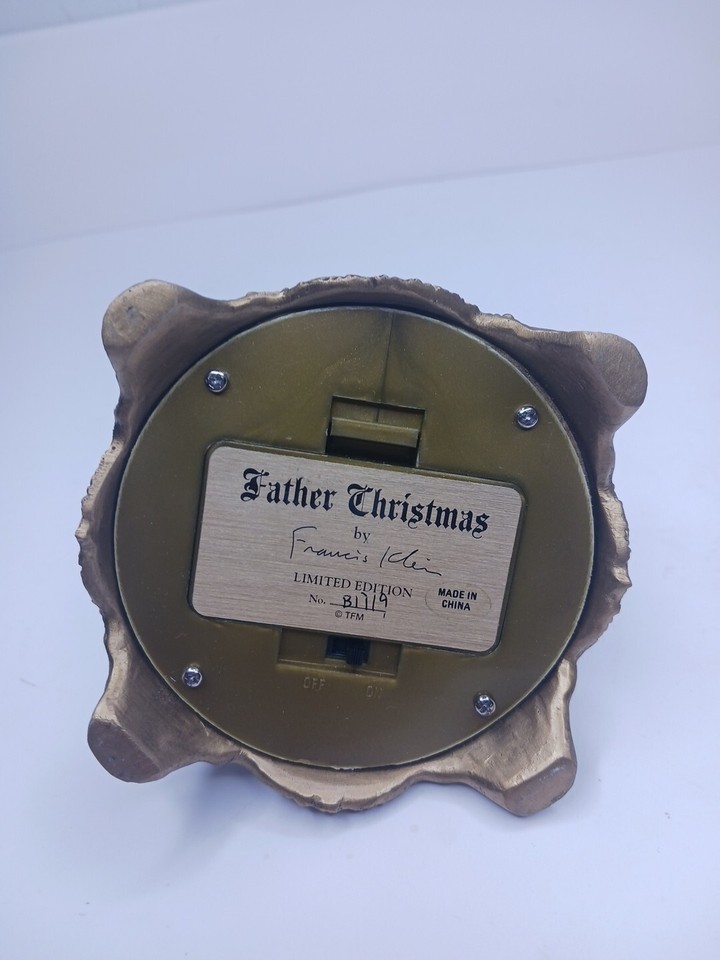 Father Christmas
by
Francis Klein
LIMITED EDITION
No. B1719
© TFM
MADE IN
CHINA
OFF ON